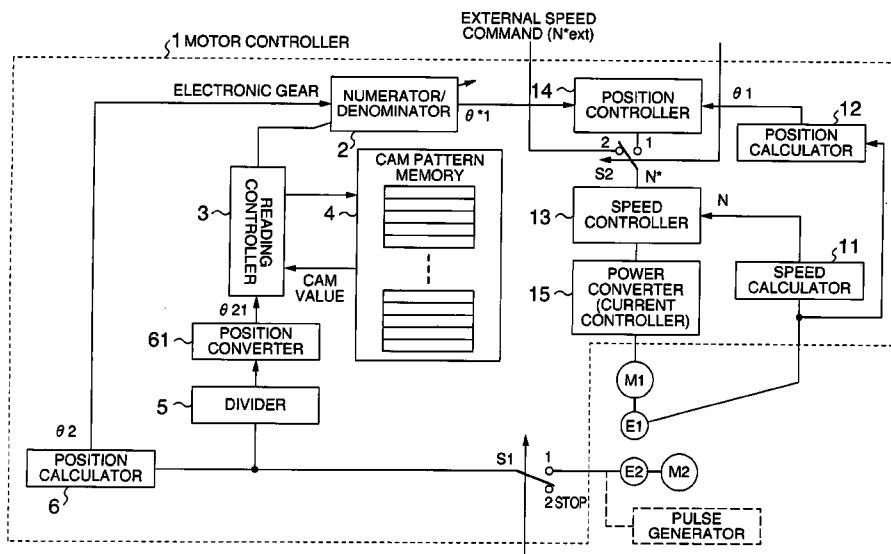 EXTERNAL SPEED
COMMAND (N*ext)
1 MOTOR CONTROLLER
ELECTRONIC GEAR
NUMERATOR/
DENOMINATOR
2
θ*1
14
POSITION
CONTROLLER
θ1
12
POSITION
CALCULATOR
2
1
S2
N*
3
READING
CONTROLLER
CAM PATTERN
MEMORY
4
CAM
VALUE
13
SPEED
CONTROLLER
N
11
SPEED
CALCULATOR
15
POWER
CONVERTER
(CURRENT
CONTROLLER)
θ21
61
POSITION
CONVERTER
5
DIVIDER
M1
E1
θ2
POSITION
CALCULATOR
6
S1
1
2 STOP
E2
M2
PULSE
GENERATOR